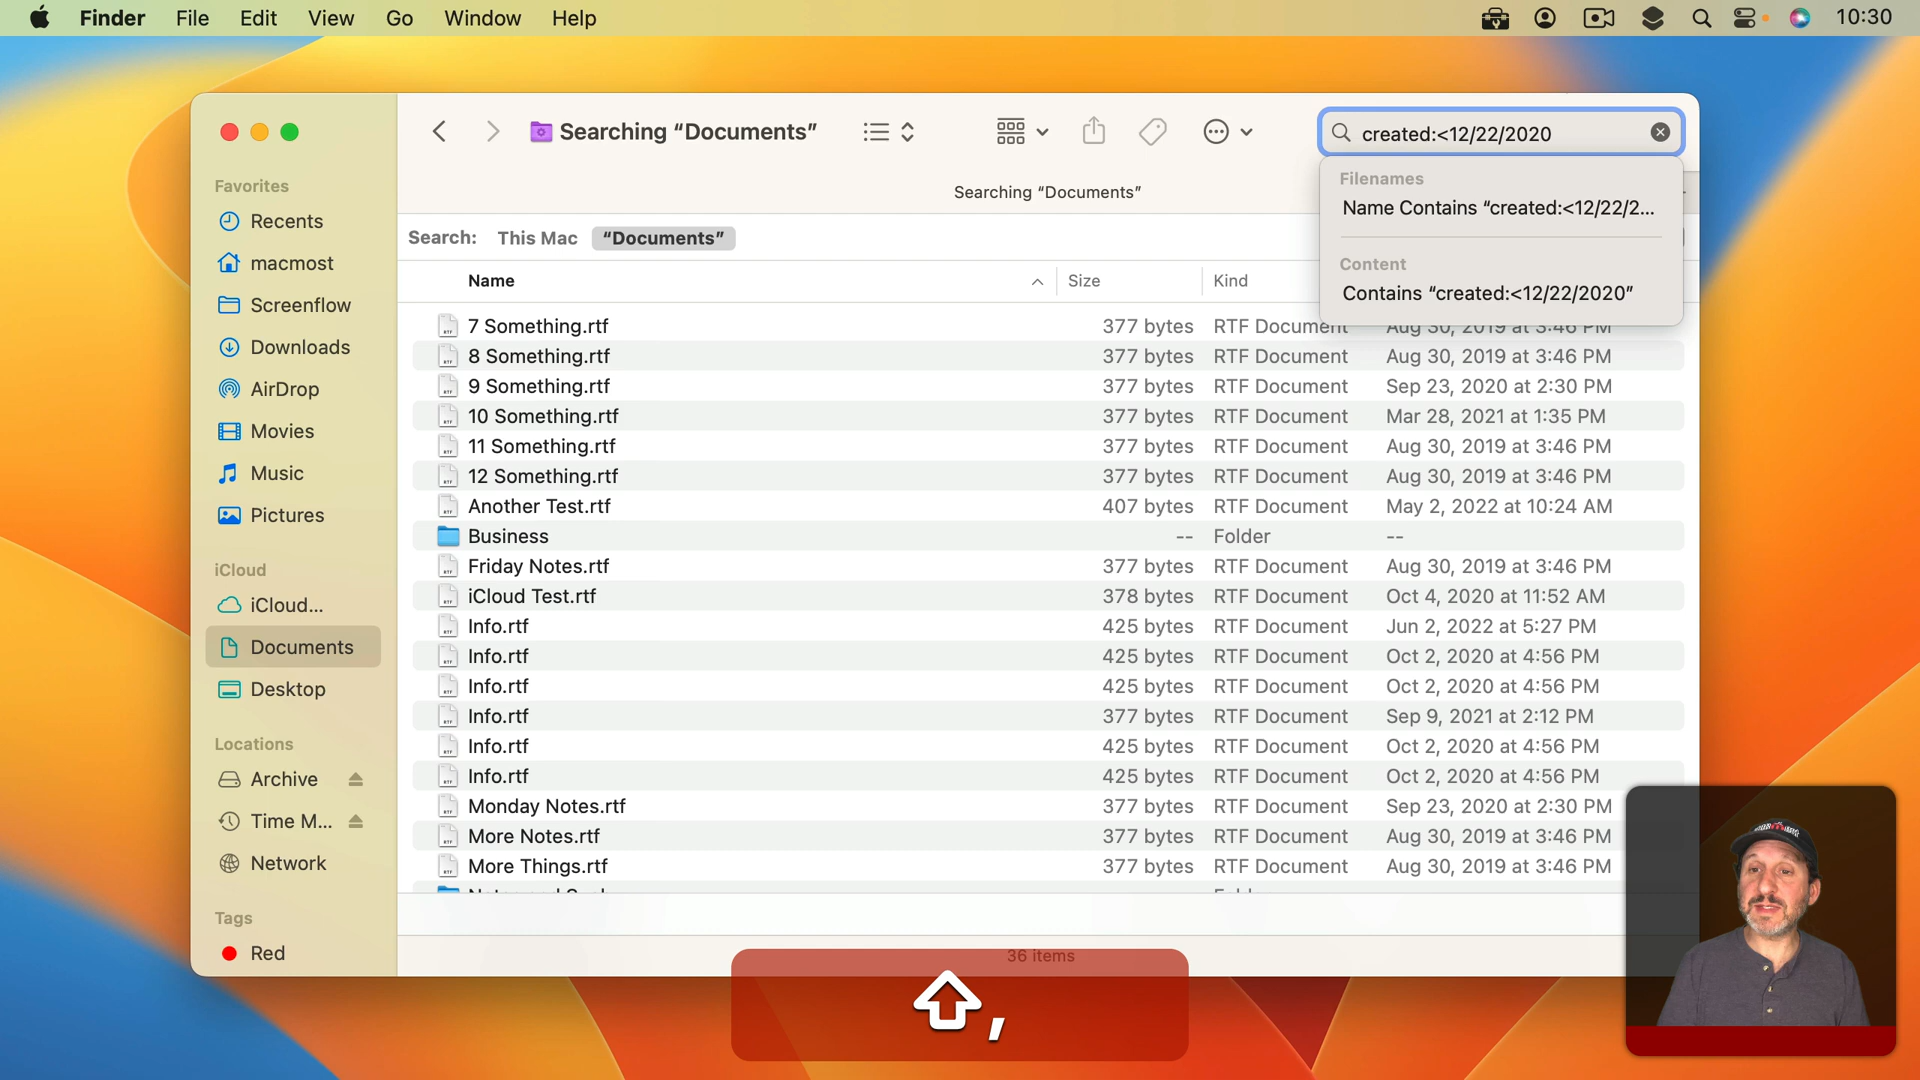 Finder File Edit View Go Window Help 10:30
Searching “Documents”
created:<12/22/2020
Searching “Documents”
Filenames
Name Contains “created:<12/22/2...
Content
Contains “created:<12/22/2020”
Search: This Mac “Documents”
Name Size Kind
7 Something.rtf 377 bytes RTF Document Aug 30, 2019 at 3:46 PM
8 Something.rtf 377 bytes RTF Document Aug 30, 2019 at 3:46 PM
9 Something.rtf 377 bytes RTF Document Sep 23, 2020 at 2:30 PM
10 Something.rtf 377 bytes RTF Document Mar 28, 2021 at 1:35 PM
11 Something.rtf 377 bytes RTF Document Aug 30, 2019 at 3:46 PM
12 Something.rtf 377 bytes RTF Document Aug 30, 2019 at 3:46 PM
Another Test.rtf 407 bytes RTF Document May 2, 2022 at 10:24 AM
Business -- Folder --
Friday Notes.rtf 377 bytes RTF Document Aug 30, 2019 at 3:46 PM
iCloud Test.rtf 378 bytes RTF Document Oct 4, 2020 at 11:52 AM
Info.rtf 425 bytes RTF Document Jun 2, 2022 at 5:27 PM
Info.rtf 425 bytes RTF Document Oct 2, 2020 at 4:56 PM
Info.rtf 425 bytes RTF Document Oct 2, 2020 at 4:56 PM
Info.rtf 377 bytes RTF Document Sep 9, 2021 at 2:12 PM
Info.rtf 425 bytes RTF Document Oct 2, 2020 at 4:56 PM
Info.rtf 425 bytes RTF Document Oct 2, 2020 at 4:56 PM
Monday Notes.rtf 377 bytes RTF Document Sep 23, 2020 at 2:30 PM
More Notes.rtf 377 bytes RTF Document Aug 30, 2019 at 3:46 PM
More Things.rtf 377 bytes RTF Document Aug 30, 2019 at 3:46 PM
36 items
Favorites
Recents
macmost
Screenflow
Downloads
AirDrop
Movies
Music
Pictures
iCloud
iCloud...
Documents
Desktop
Locations
Archive
Time M...
Network
Tags
Red
,